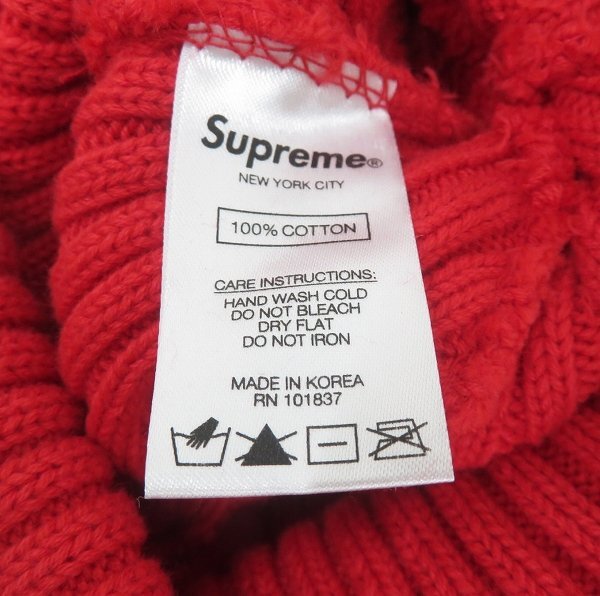 Supreme®
NEW YORK CITY
100% COTTON
CARE INSTRUCTIONS:
HAND WASH COLD
DO NOT BLEACH
DRY FLAT
DO NOT IRON
MADE IN KOREA
RN 101837